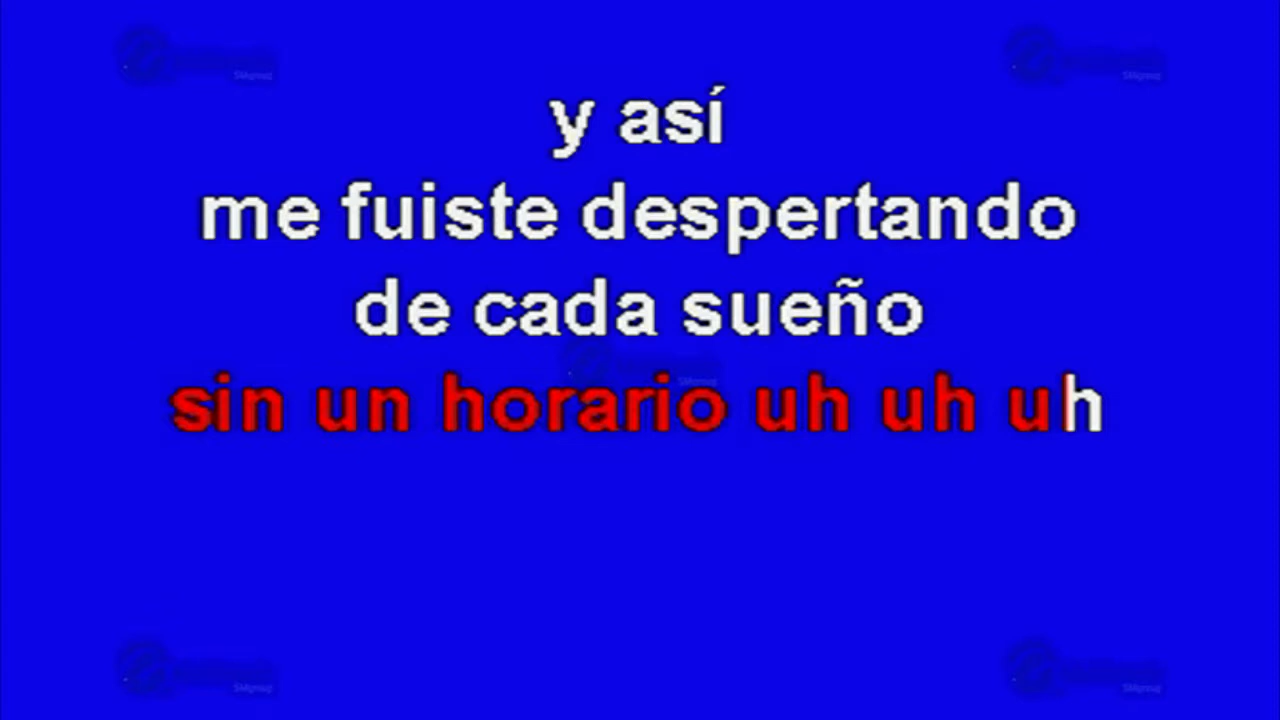 y así
me fuiste despertando
de cada sueño
sin un horario uh uh uh